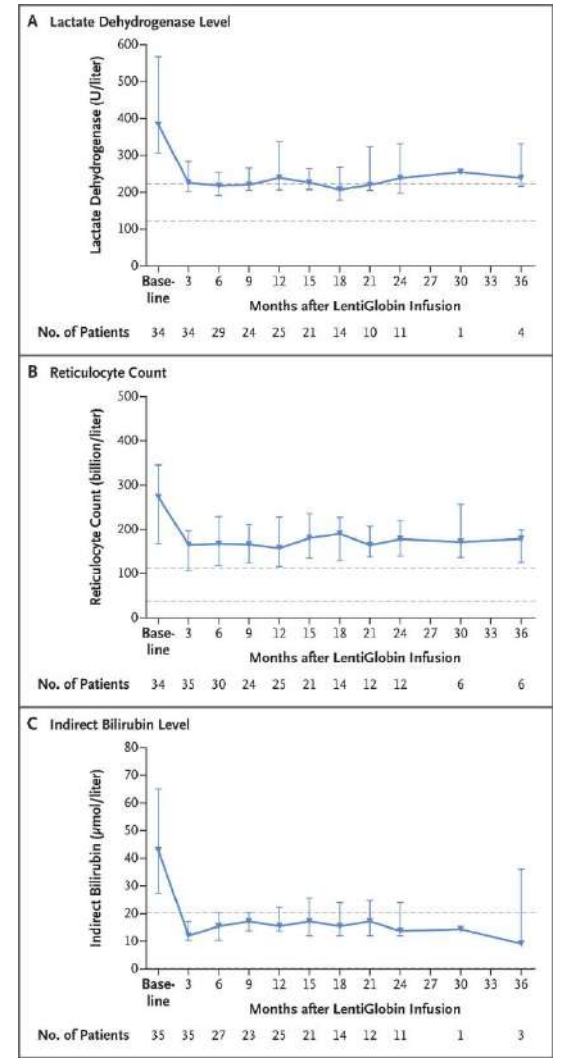 A Lactate Dehydrogenase Level
Lactate Dehydrogenase (U/liter)
600
500
400
300
200
100
0
Base-
line 3 6 9 12 15 18 21 24 27 30 33 36
Months after LentiGlobin Infusion
No. of Patients 34 34 29 24 25 21 14 10 11 1 4
B Reticulocyte Count
Reticulocyte Count (billion/liter)
500
400
300
200
100
0
Base-
line 3 6 9 12 15 18 21 24 27 30 33 36
Months after LentiGlobin Infusion
No. of Patients 34 35 30 24 25 21 14 12 12 6 6
C Indirect Bilirubin Level
Indirect Bilirubin (μmol/liter)
80
70
60
50
40
30
20
10
0
Base-
line 3 6 9 12 15 18 21 24 27 30 33 36
Months after LentiGlobin Infusion
No. of Patients 35 35 27 23 25 21 14 12 11 1 3